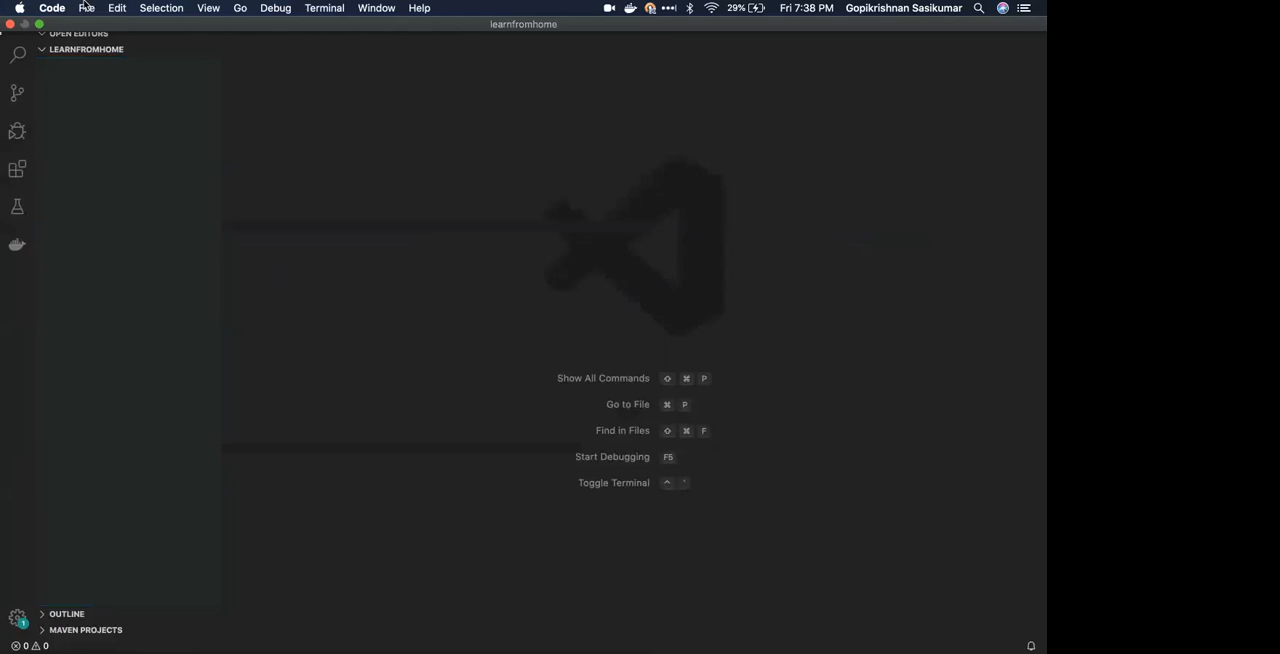 Code File Edit Selection View Go Debug Terminal Window Help 29% Fri 7:38 PM Gopikrishnan Sasikumar
learnfromhome
OPEN EDITORS
LEARNFROMHOME
Show All Commands ⇧ ⌘ P
Go to File ⌘ P
Find in Files ⇧ ⌘ F
Start Debugging F5
Toggle Terminal ^ `
OUTLINE
1
MAVEN PROJECTS
0 0